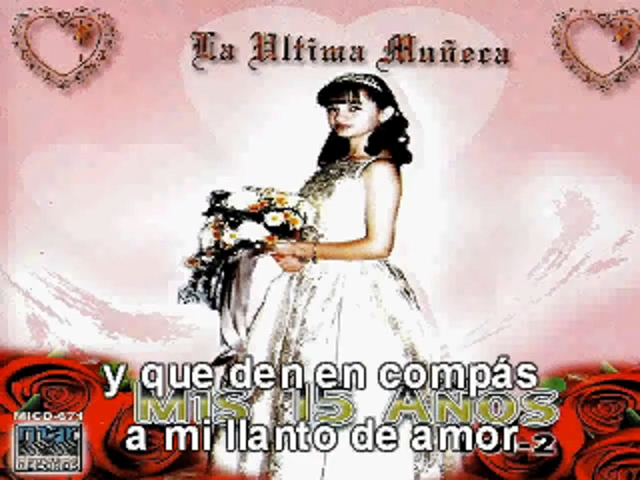 La Ultima Muñeca
y que den en compás
MIS 15 AÑOS
a mi llanto de amor
-2
MICD-671